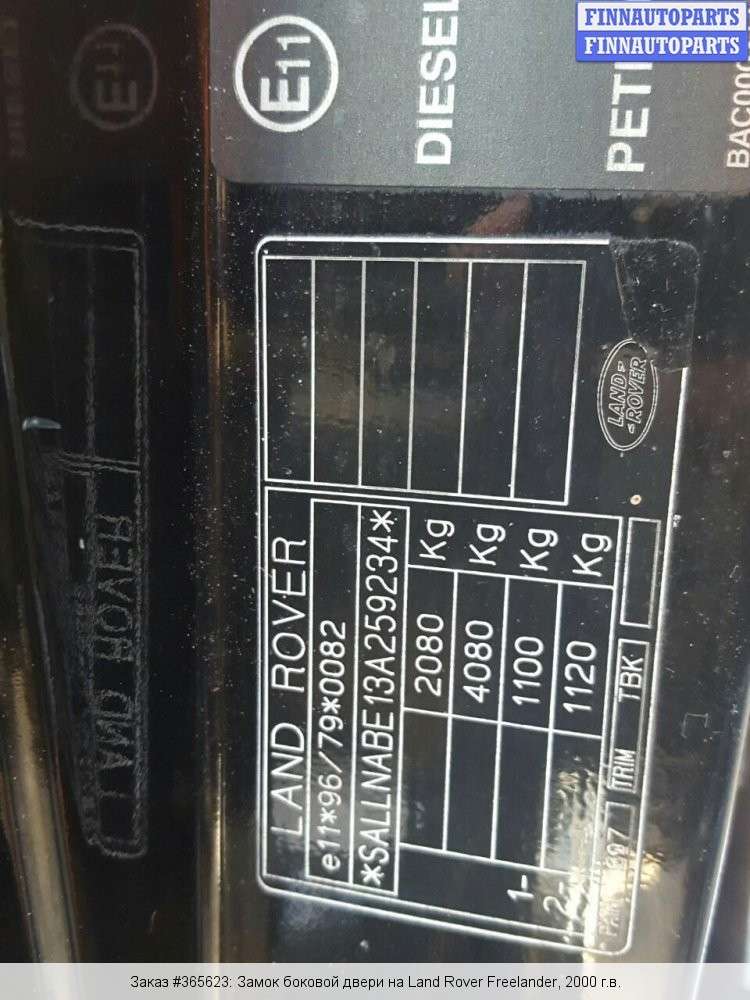 FINNAUTOPARTS
FINNAUTOPARTS
E11
DIESEL
E11
LAND ROVER
e11*96/79*0082
*SALLNABE13A259234*
2080 Kg
4080 Kg
1- 1100 Kg
2- 1120 Kg
TRIM TBK
LAND
ROVER
LAND ROVER
Заказ #365623: Замок боковой двери на Land Rover Freelander, 2000 г.в.